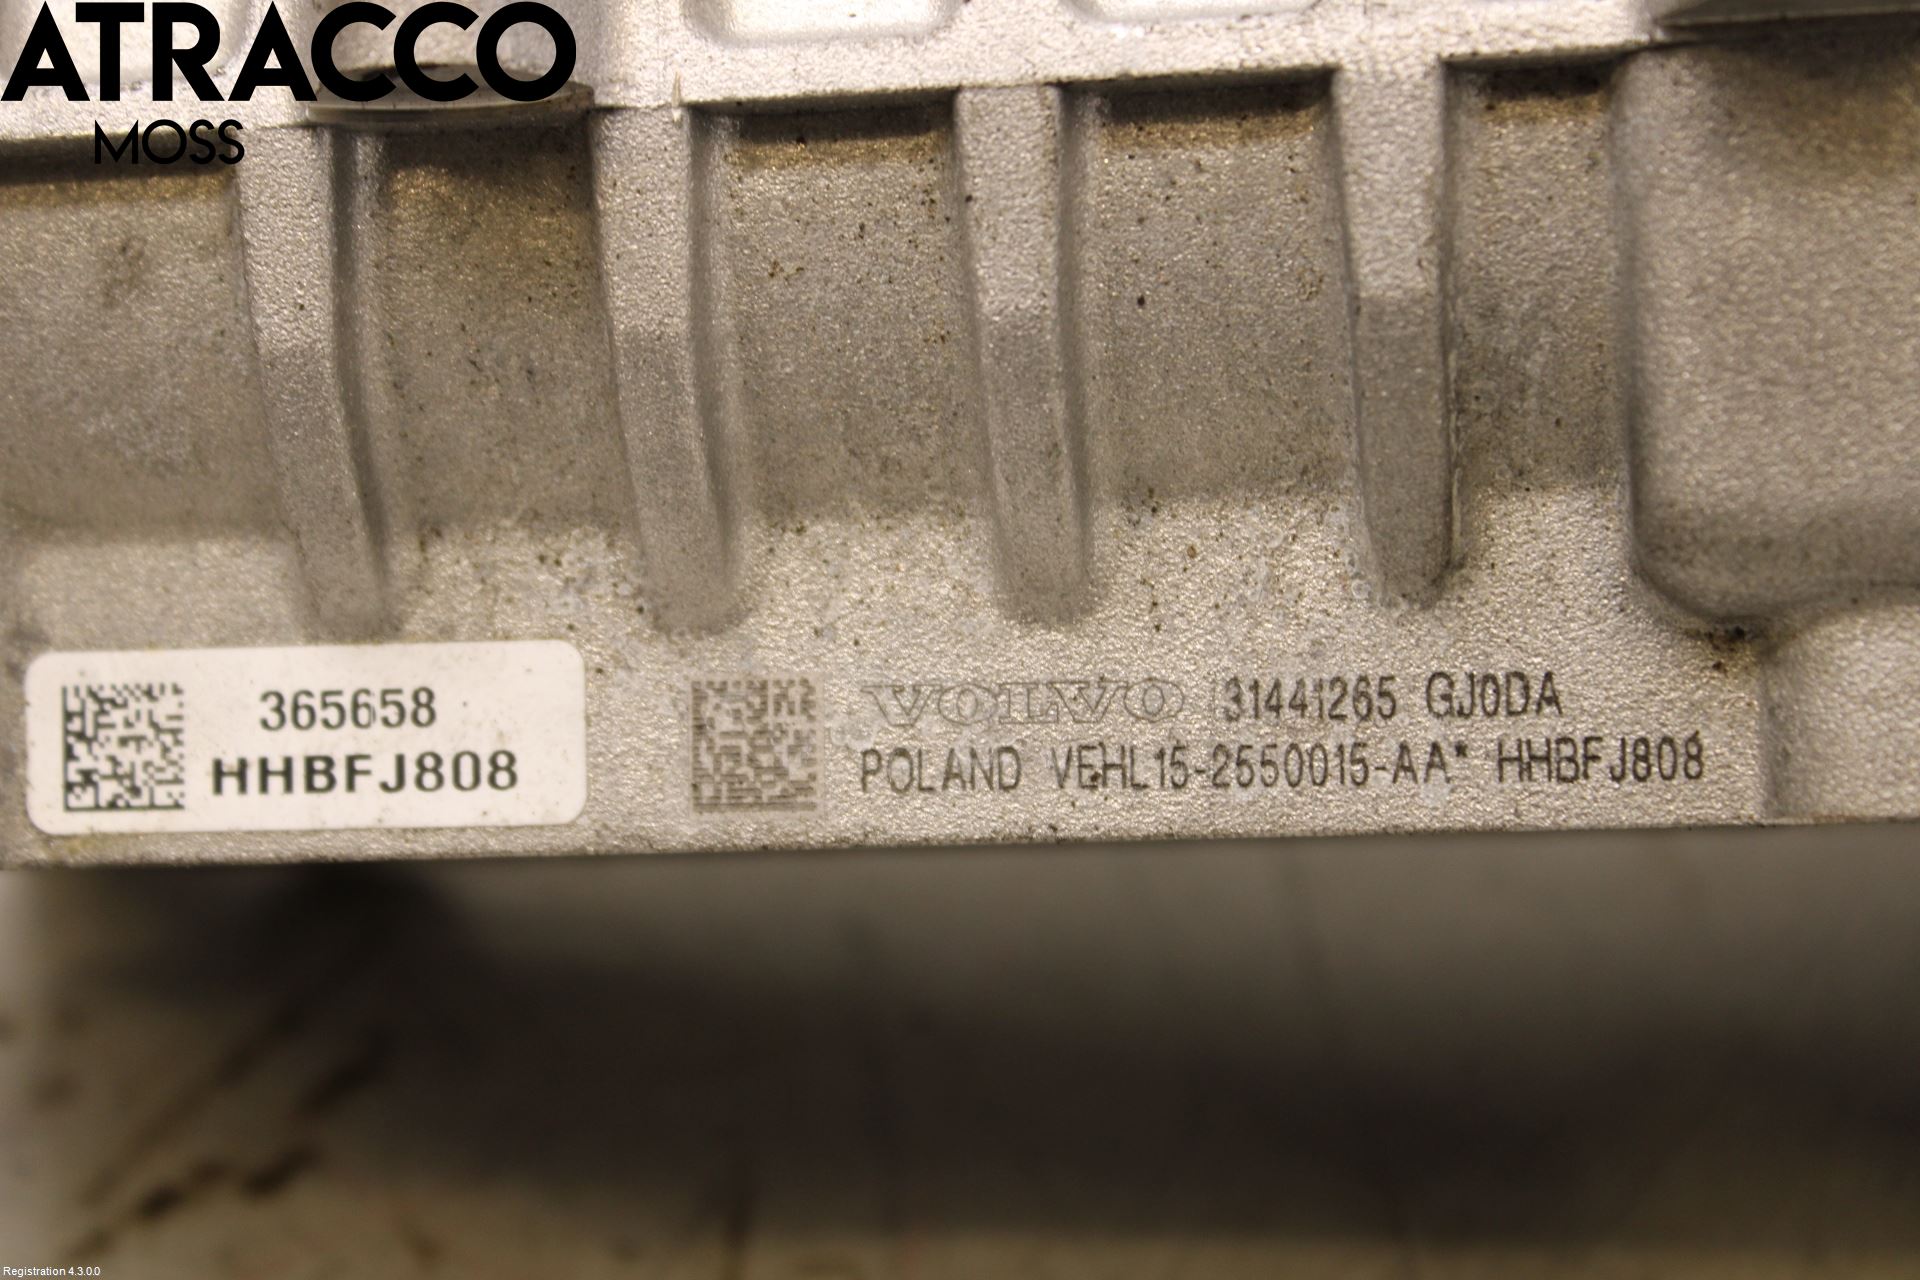 ATRACCO
MOSS
365658
HHBFJ808
VOLVO 31441265 GJ0DA
POLAND VEHL15-2550015-AA* HHBFJ808
Registration 4.3.0.0